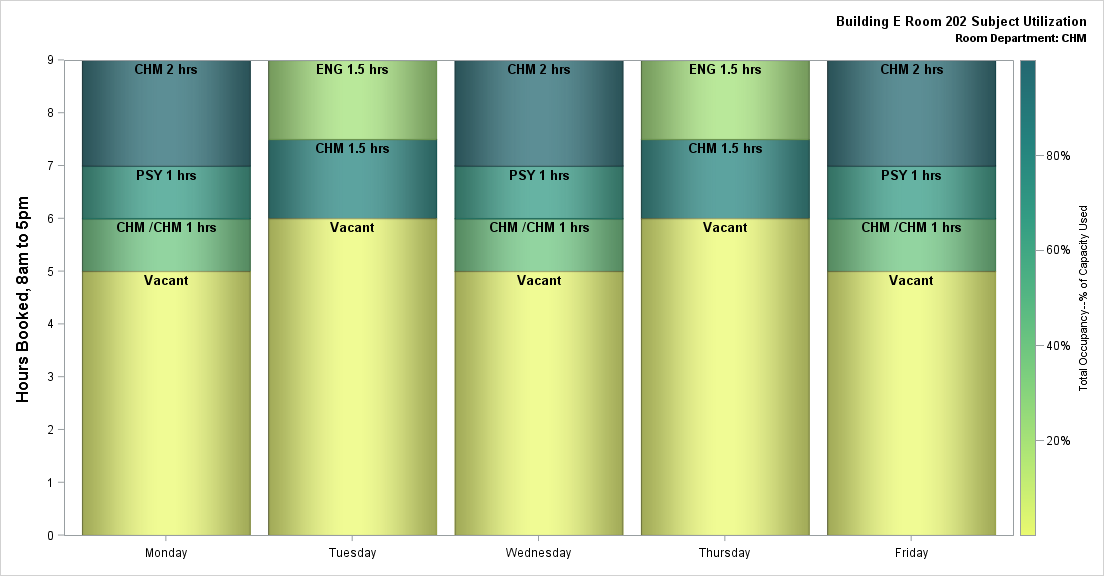 Building E Room 202 Subject Utilization
Room Department: CHM
Hours Booked, 8am to 5pm
9
8
7
6
5
4
3
2
1
0
CHM 2 hrs
PSY 1 hrs
CHM /CHM 1 hrs
Vacant
ENG 1.5 hrs
CHM 1.5 hrs
Vacant
CHM 2 hrs
PSY 1 hrs
CHM /CHM 1 hrs
Vacant
ENG 1.5 hrs
CHM 1.5 hrs
Vacant
CHM 2 hrs
PSY 1 hrs
CHM /CHM 1 hrs
Vacant
Monday
Tuesday
Wednesday
Thursday
Friday
80%
60%
40%
20%
Total Occupancy--% of Capacity Used